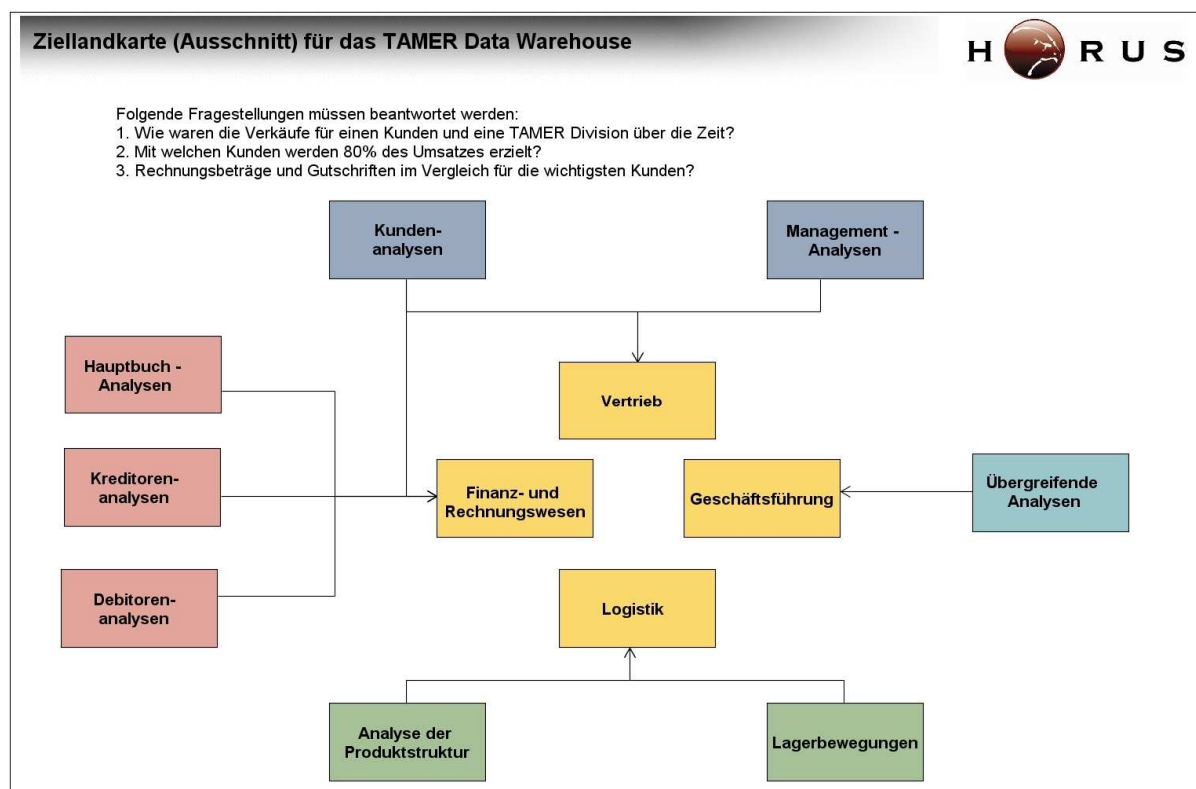 Ziellandkarte (Ausschnitt) für das TAMER Data Warehouse
HORUS
Folgende Fragestellungen müssen beantwortet werden:
1. Wie waren die Verkäufe für einen Kunden und eine TAMER Division über die Zeit?
2. Mit welchen Kunden werden 80% des Umsatzes erzielt?
3. Rechnungsbeträge und Gutschriften im Vergleich für die wichtigsten Kunden?
Kunden-
analysen
Management -
Analysen
Hauptbuch -
Analysen
Vertrieb
Kreditoren-
analysen
Finanz- und
Rechnungswesen
Geschäftsführung
Übergreifende
Analysen
Debitoren-
analysen
Logistik
Analyse der
Produktstruktur
Lagerbewegungen